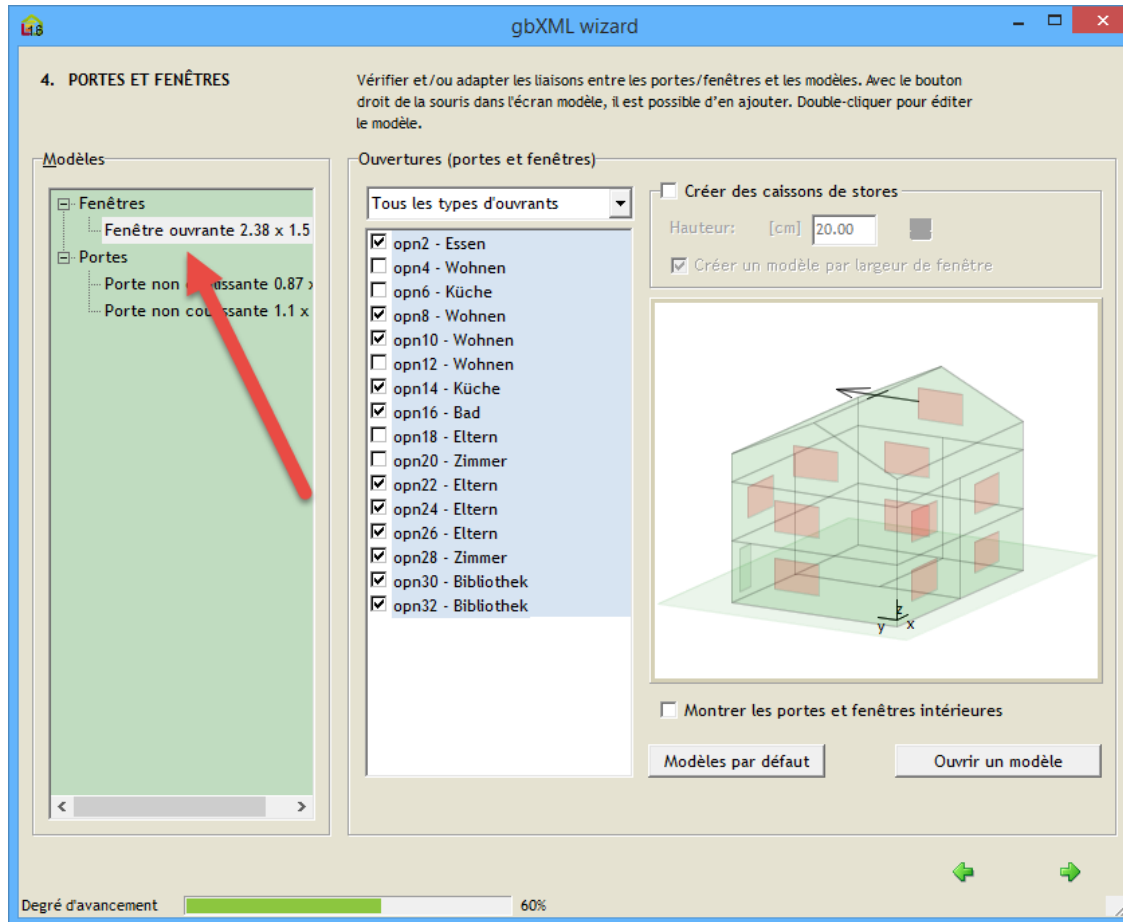 L18
gbXML wizard
4. PORTES ET FENÊTRES
Vérifier et/ou adapter les liaisons entre les portes/fenêtres et les modèles. Avec le bouton
droit de la souris dans l'écran modèle, il est possible d'en ajouter. Double-cliquer pour éditer
le modèle.
Modèles
Fenêtres
Fenêtre ouvrante 2.38 x 1.5
Portes
Porte non 0.87
Porte non 1.1 x
Ouvertures (portes et fenêtres)
Tous les types d'ouvrants
opn2 - Essen
opn4 - Wohnen
opn6 - Küche
opn8 - Wohnen
opn10 - Wohnen
opn12 - Wohnen
opn14 - Küche
opn16 - Bad
opn18 - Eltern
opn20 - Zimmer
opn22 - Eltern
opn24 - Eltern
opn26 - Eltern
opn28 - Zimmer
opn30 - Bibliothek
opn32 - Bibliothek
Créer des caissons de stores
Hauteur: [cm] 20.00
Créer un modèle par largeur de fenêtre
z
y x
Montrer les portes et fenêtres intérieures
Modèles par défaut
Ouvrir un modèle
Degré d'avancement 60%